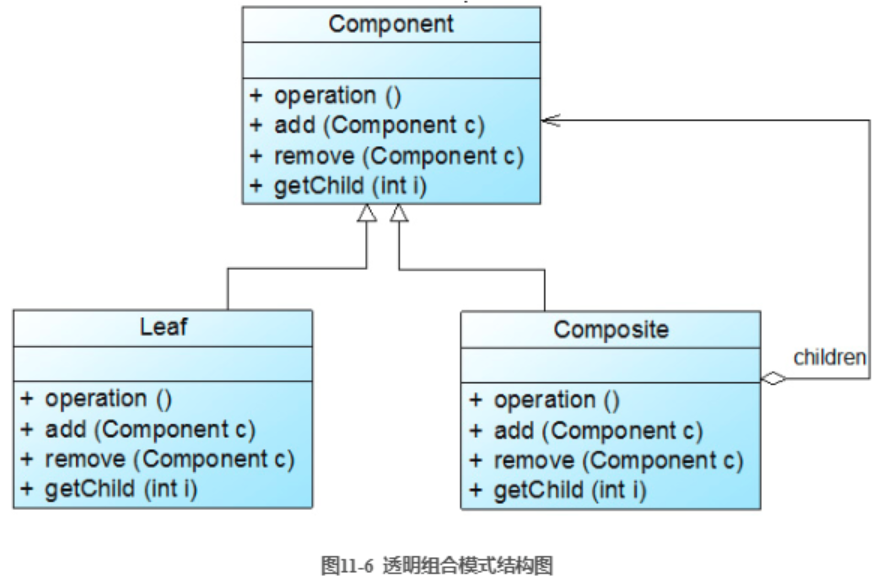 Component
+ operation ()
+ add (Component c)
+ remove (Component c)
+ getChild (int i)
Leaf
+ operation ()
+ add (Component c)
+ remove (Component c)
+ getChild (int i)
Composite
+ operation ()
+ add (Component c)
+ remove (Component c)
+ getChild (int i)
children
图11-6 透明组合模式结构图